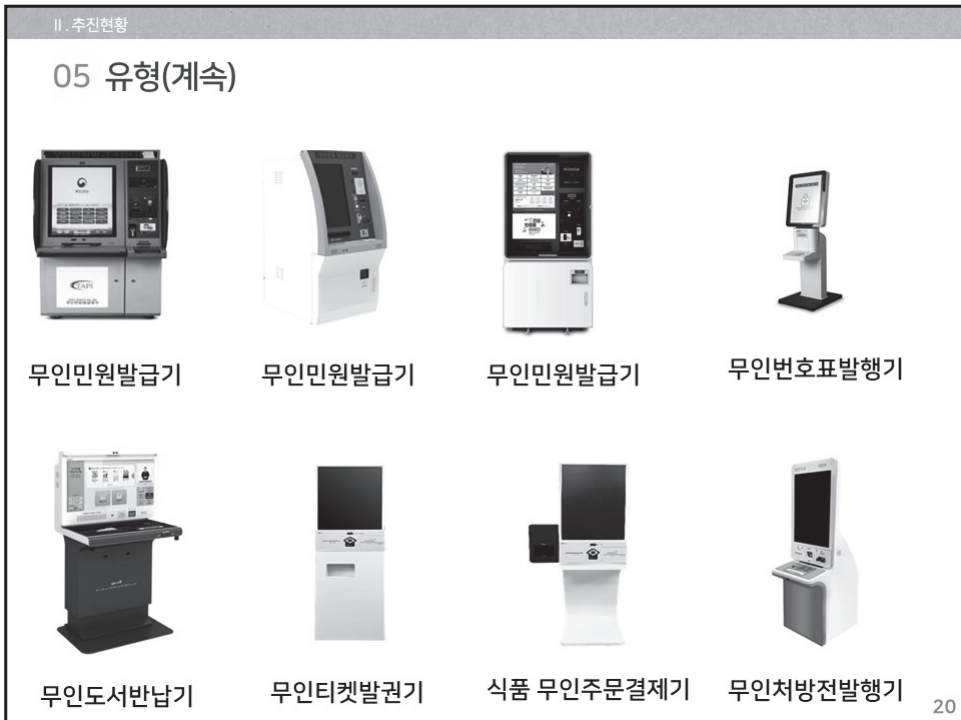 Ⅱ. 추진현황
05 유형(계속)
TAPI
무인민원발급기
무인민원발급기
무인민원발급기
무인번호표발행기
무인도서반납기
무인티켓발권기
식품 무인주문결제기
무인처방전발행기
20